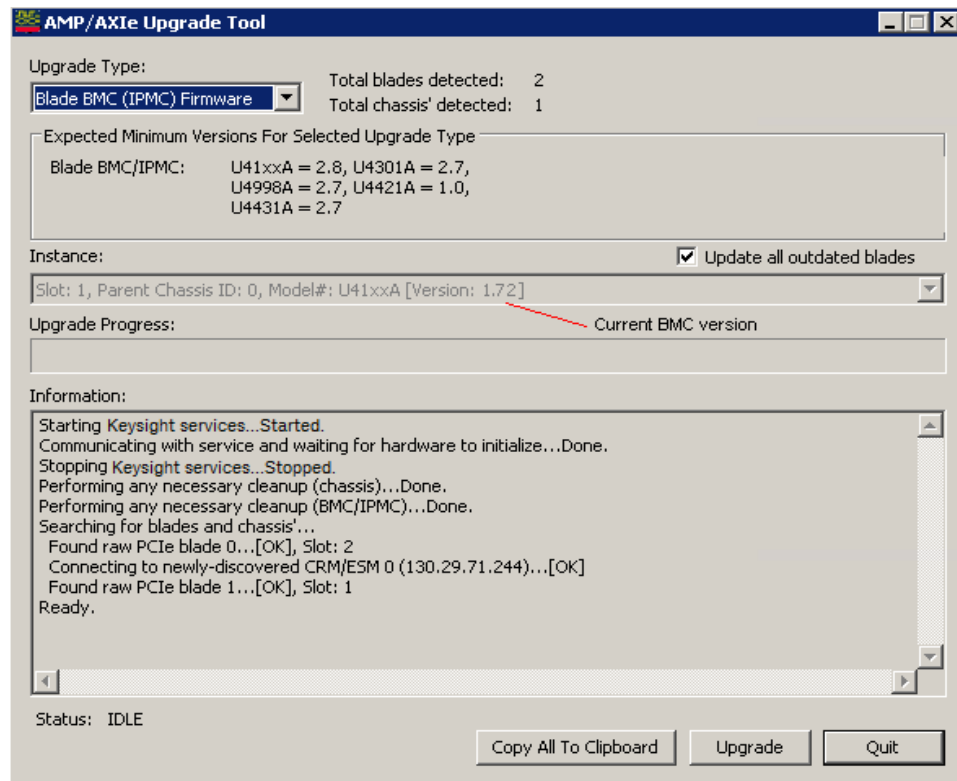 AMP/AXIe Upgrade Tool
Upgrade Type:
Blade BMC (IPMC) Firmware
Total blades detected: 2
Total chassis' detected: 1
Expected Minimum Versions For Selected Upgrade Type
Blade BMC/IPMC: U41xxA = 2.8, U4301A = 2.7,
U4998A = 2.7, U4421A = 1.0,
U4431A = 2.7
Instance:
Update all outdated blades
Slot: 1, Parent Chassis ID: 0, Model#: U41xxA [Version: 1.72]
Upgrade Progress:
Current BMC version
Information:
Starting Keysight services...Started.
Communicating with service and waiting for hardware to initialize...Done.
Stopping Keysight services...Stopped.
Performing any necessary cleanup (chassis)...Done.
Performing any necessary cleanup (BMC/IPMC)...Done.
Searching for blades and chassis'...
Found raw PCIe blade 0...[OK], Slot: 2
Connecting to newly-discovered CRM/ESM 0 (130.29.71.244)...[OK]
Found raw PCIe blade 1...[OK], Slot: 1
Ready.
Status: IDLE
Copy All To Clipboard
Upgrade
Quit